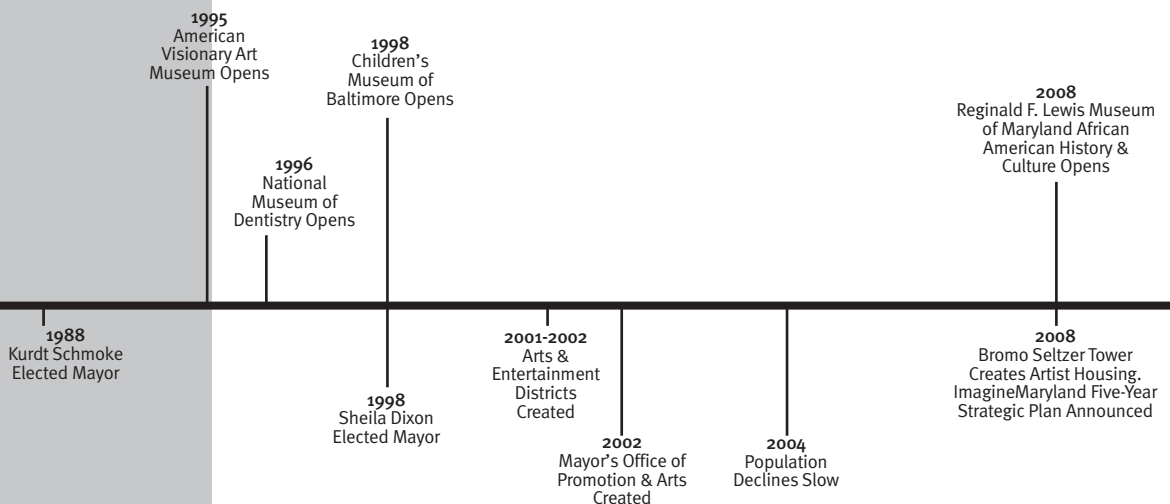 1995
American
Visionary Art
Museum Opens
1996
National
Museum of
Dentistry Opens
1998
Children's
Museum of
Baltimore Opens
2008
Reginald F. Lewis Museum
of Maryland African
American History &
Culture Opens
1988
Kurdt Schmoke
Elected Mayor
1998
Sheila Dixon
Elected Mayor
2001-2002
Arts &
Entertainment
Districts
Created
2002
Mayor's Office of
Promotion & Arts
Created
2004
Population
Declines Slow
2008
Bromo Seltzer Tower
Creates Artist Housing.
ImagineMaryland Five-Year
Strategic Plan Announced